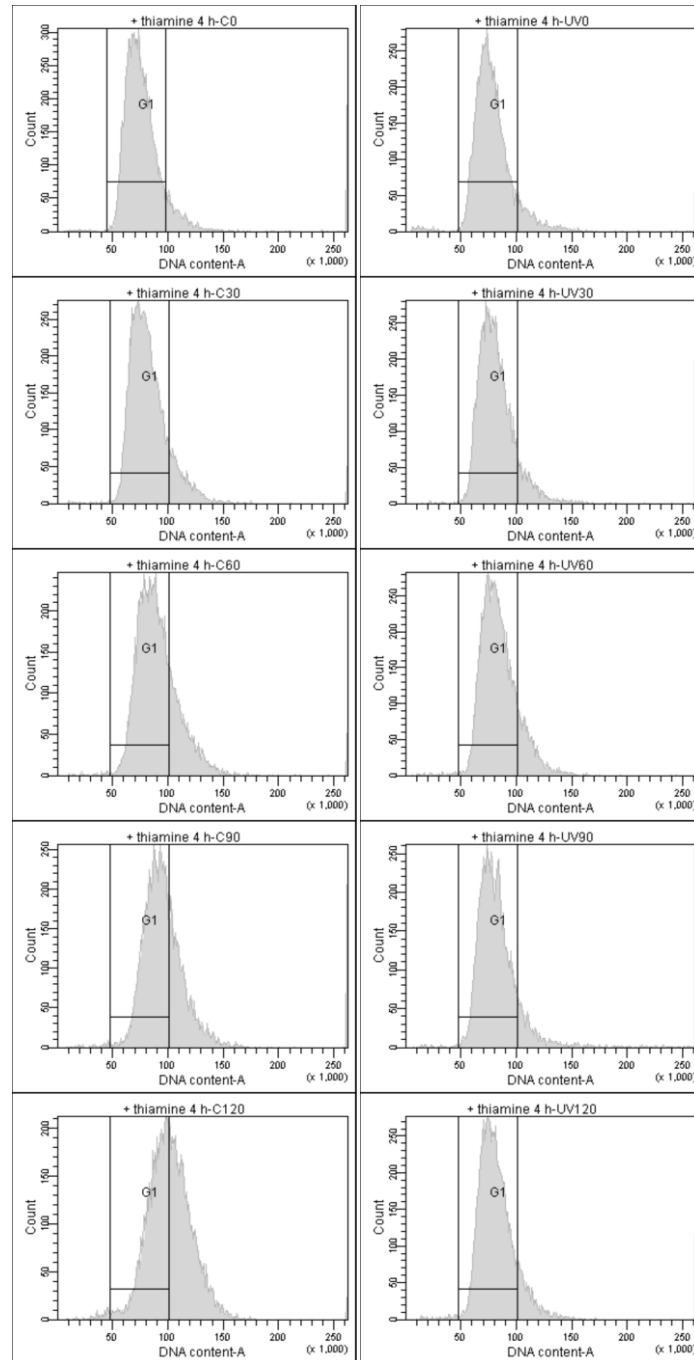 + thiamine 4 h-C0
Count
0 50 100 150 200 250 300
G1
50 100 150 200 250
DNA content-A
(x 1,000)
+ thiamine 4 h-UV0
Count
0 50 100 150 200 250
G1
50 100 150 200 250
DNA content-A
(x 1,000)
+ thiamine 4 h-C30
Count
0 50 100 150 200 250
G1
50 100 150 200 250
DNA content-A
(x 1,000)
+ thiamine 4 h-UV30
Count
0 50 100 150 200 250
G1
50 100 150 200 250
DNA content-A
(x 1,000)
+ thiamine 4 h-C60
Count
0 50 100 150 200
G1
50 100 150 200 250
DNA content-A
(x 1,000)
+ thiamine 4 h-UV60
Count
0 50 100 150 200 250
G1
50 100 150 200 250
DNA content-A
(x 1,000)
+ thiamine 4 h-C90
Count
0 50 100 150 200 250
G1
50 100 150 200 250
DNA content-A
(x 1,000)
+ thiamine 4 h-UV90
Count
0 50 100 150 200 250
G1
50 100 150 200 250
DNA content-A
(x 1,000)
+ thiamine 4 h-C120
Count
0 50 100 150 200
G1
50 100 150 200 250
DNA content-A
(x 1,000)
+ thiamine 4 h-UV120
Count
0 50 100 150 200 250
G1
50 100 150 200 250
DNA content-A
(x 1,000)